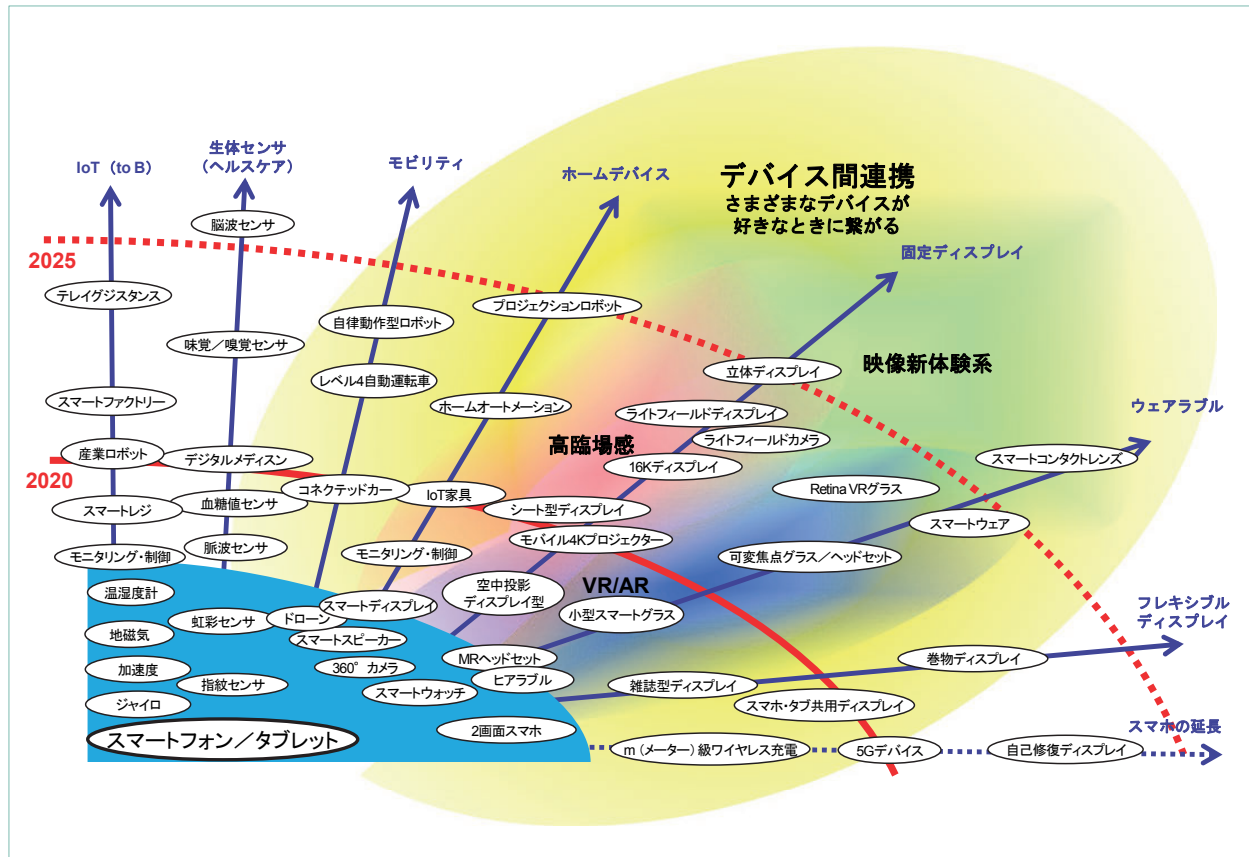 IoT（to B）
生体センサ
（ヘルスケア）
モビリティ
ホームデバイス
デバイス間連携
さまざまなデバイスが
好きなときに繋がる
固定ディスプレイ
脳波センサ
2025
テレイグジスタンス
プロジェクションロボット
自律動作型ロボット
味覚／嗅覚センサ
立体ディスプレイ
映像新体験系
レベル4自動運転車
スマートファクトリー
ホームオートメーション
ライトフィールドディスプレイ
ウェアラブル
高臨場感
ライトフィールドカメラ
産業ロボット
デジタルメディスン
16Kディスプレイ
スマートコンタクトレンズ
2020
コネクテッドカー
IoT家具
Retina VRグラス
スマートレジ
血糖値センサ
シート型ディスプレイ
スマートウェア
モバイル4Kプロジェクター
モニタリング・制御
脈波センサ
モニタリング・制御
可変焦点グラス／ヘッドセット
VR/AR
温湿度計
空中投影
ディスプレイ型
スマートディスプレイ
小型スマートグラス
フレキシブル
ディスプレイ
虹彩センサ
ドローン
地磁気
スマートスピーカー
MRヘッドセット
巻物ディスプレイ
加速度
360°カメラ
ヒアラブル
指紋センサ
スマートウォッチ
雑誌型ディスプレイ
ジャイロ
スマホ・タブ共用ディスプレイ
2画面スマホ
スマホの延長
スマートフォン／タブレット
m（メーター）級ワイヤレス充電
5Gデバイス
自己修復ディスプレイ